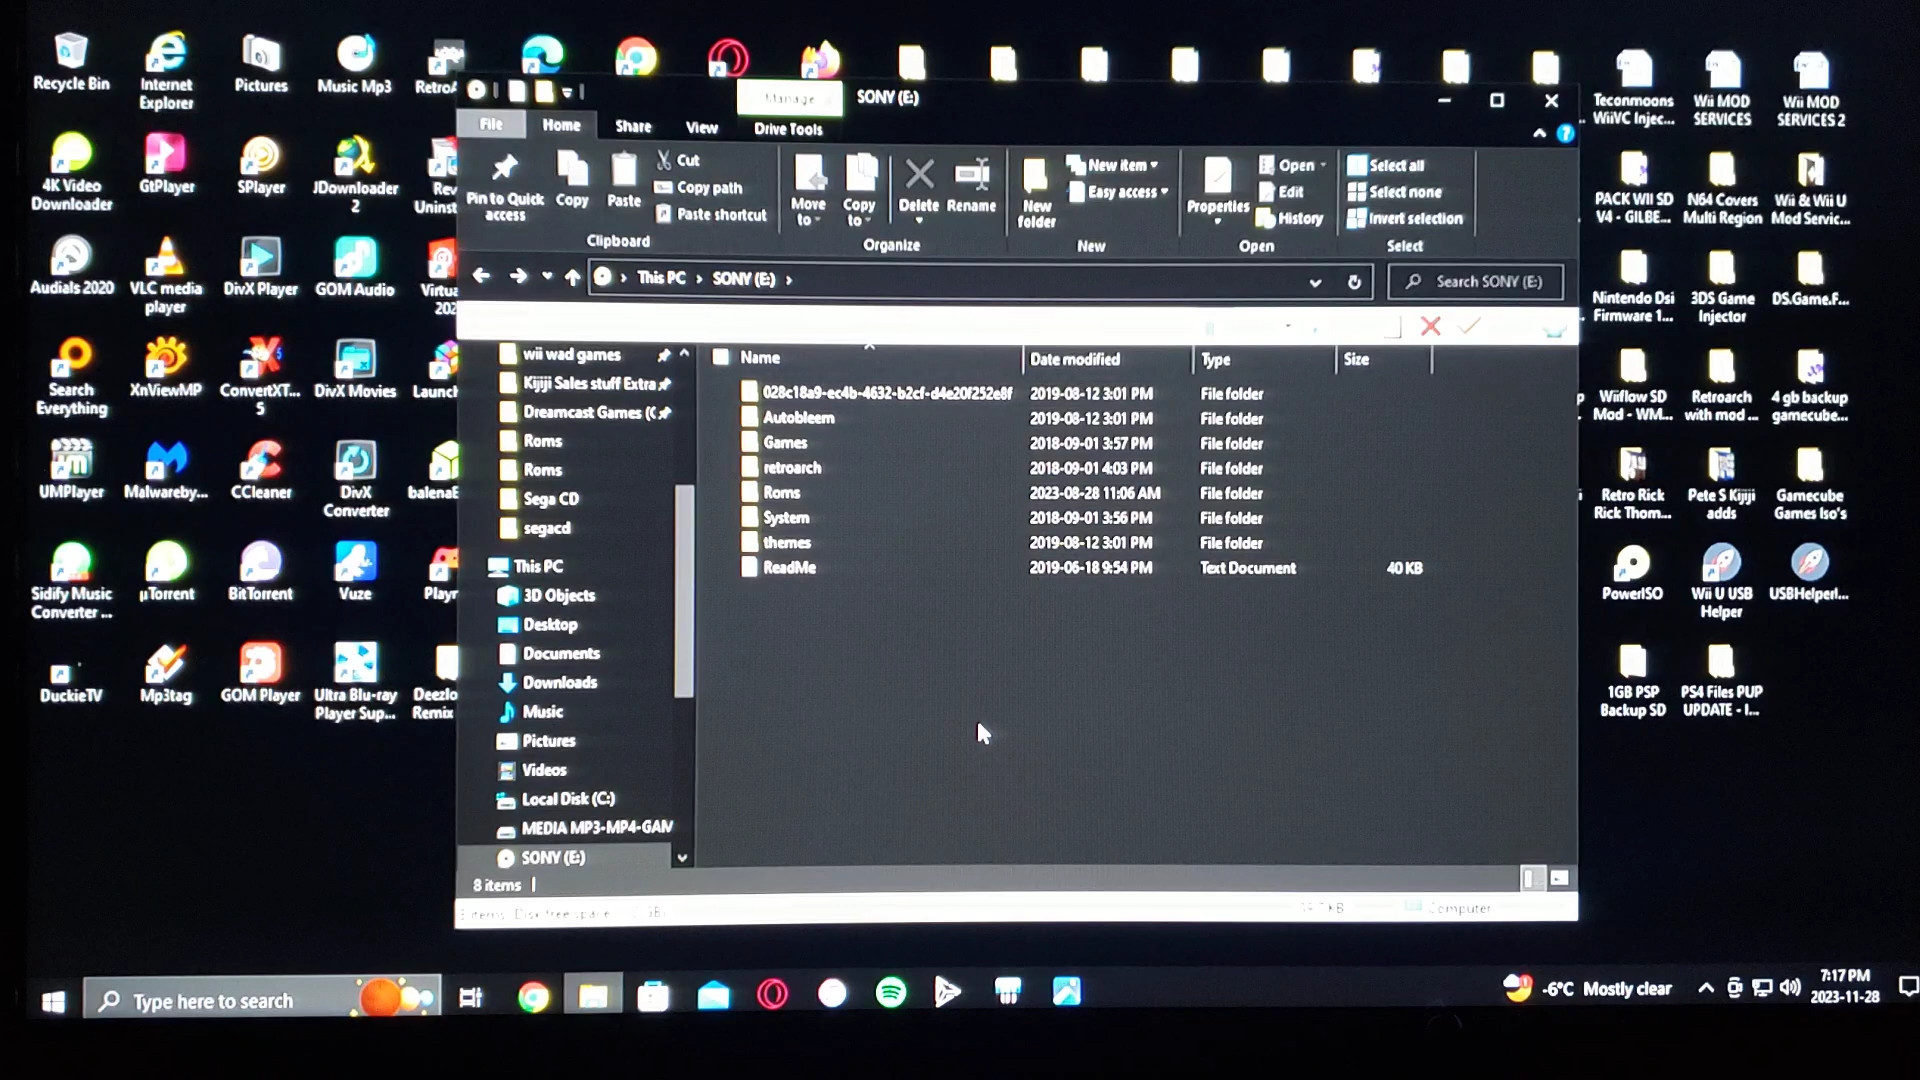 Recycle Bin
Internet
Explorer
Pictures
Music Mp3
Manage
SONY (E:)
File
Home
Share
View
Drive Tools
Pin to Quick
access
Copy
Paste
Cut
Copy path
Paste shortcut
Clipboard
Move
to
Copy
to
Delete
Rename
Organize
New
folder
New item
Easy access
New
Properties
Open
Edit
History
Open
Select all
Select none
Invert selection
Select
This PC
SONY (E:)
Search SONY (E:)
Name
Date modified
Type
Size
028c18a9-ec4b-4632-b2cf-d4e20f252e8f 2019-08-12 3:01 PM File folder
Autobleem 2019-08-12 3:01 PM File folder
Games 2018-09-01 3:57 PM File folder
retroarch 2018-09-01 4:03 PM File folder
Roms 2023-08-28 11:06 AM File folder
System 2018-09-01 3:56 PM File folder
themes 2019-08-12 3:01 PM File folder
ReadMe 2019-06-18 9:54 PM Text Document 40 KB
wii wad games
Kijiji Sales stuff Extra
Dreamcast Games (
Roms
Roms
Sega CD
segacd
This PC
3D Objects
Desktop
Documents
Downloads
Music
Pictures
Videos
Local Disk (C:)
MEDIA MP3-MP4-GAM
SONY (E:)
8 items
Computer
4K Video
Downloader
GtPlayer
SPlayer
JDownloader
2
Audials 2020
VLC media
player
DivX Player
GOM Audio
Search
Everything
XnViewMP
ConvertXT...
5
DivX Movies
UMPlayer
Malwareby...
CCleaner
DivX
Converter
Sidify Music
Converter ...
µTorrent
BitTorrent
Vuze
DuckieTV
Mp3tag
GOM Player
Ultra Blu-ray
Player Sup...
Teconmoons
WiiVC Injec...
Wii MOD
SERVICES
Wii MOD
SERVICES 2
PACK WII SD
V4 - GILBE...
N64 Covers
Multi Region
Wii & Wii U
Mod Servic...
Nintendo Dsi
Firmware 1...
3DS Game
Injector
DS.Game.F...
Wiiflow SD
Mod - WM...
Retroarch
with mod ...
4 gb backup
gamecube...
Retro Rick
Rick Thom...
Pete S Kijiji
adds
Gamecube
Games Iso's
PowerISO
Wii U USB
Helper
USBHelperI...
1GB PSP
Backup SD
PS4 Files PUP
UPDATE - I...
Type here to search
-6°C Mostly clear
7:17 PM
2023-11-28